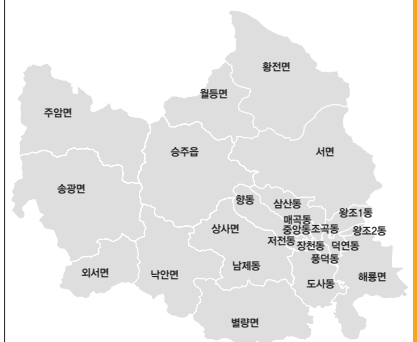 황전면
월등면
주암면
승주읍
서면
송광면
향동
삼산동
왕조1동
매곡동
상사면
중앙동
조곡동
왕조2동
저전동
장천동
덕연동
풍덕동
외서면
낙안면
남제동
해룡면
도사동
별량면